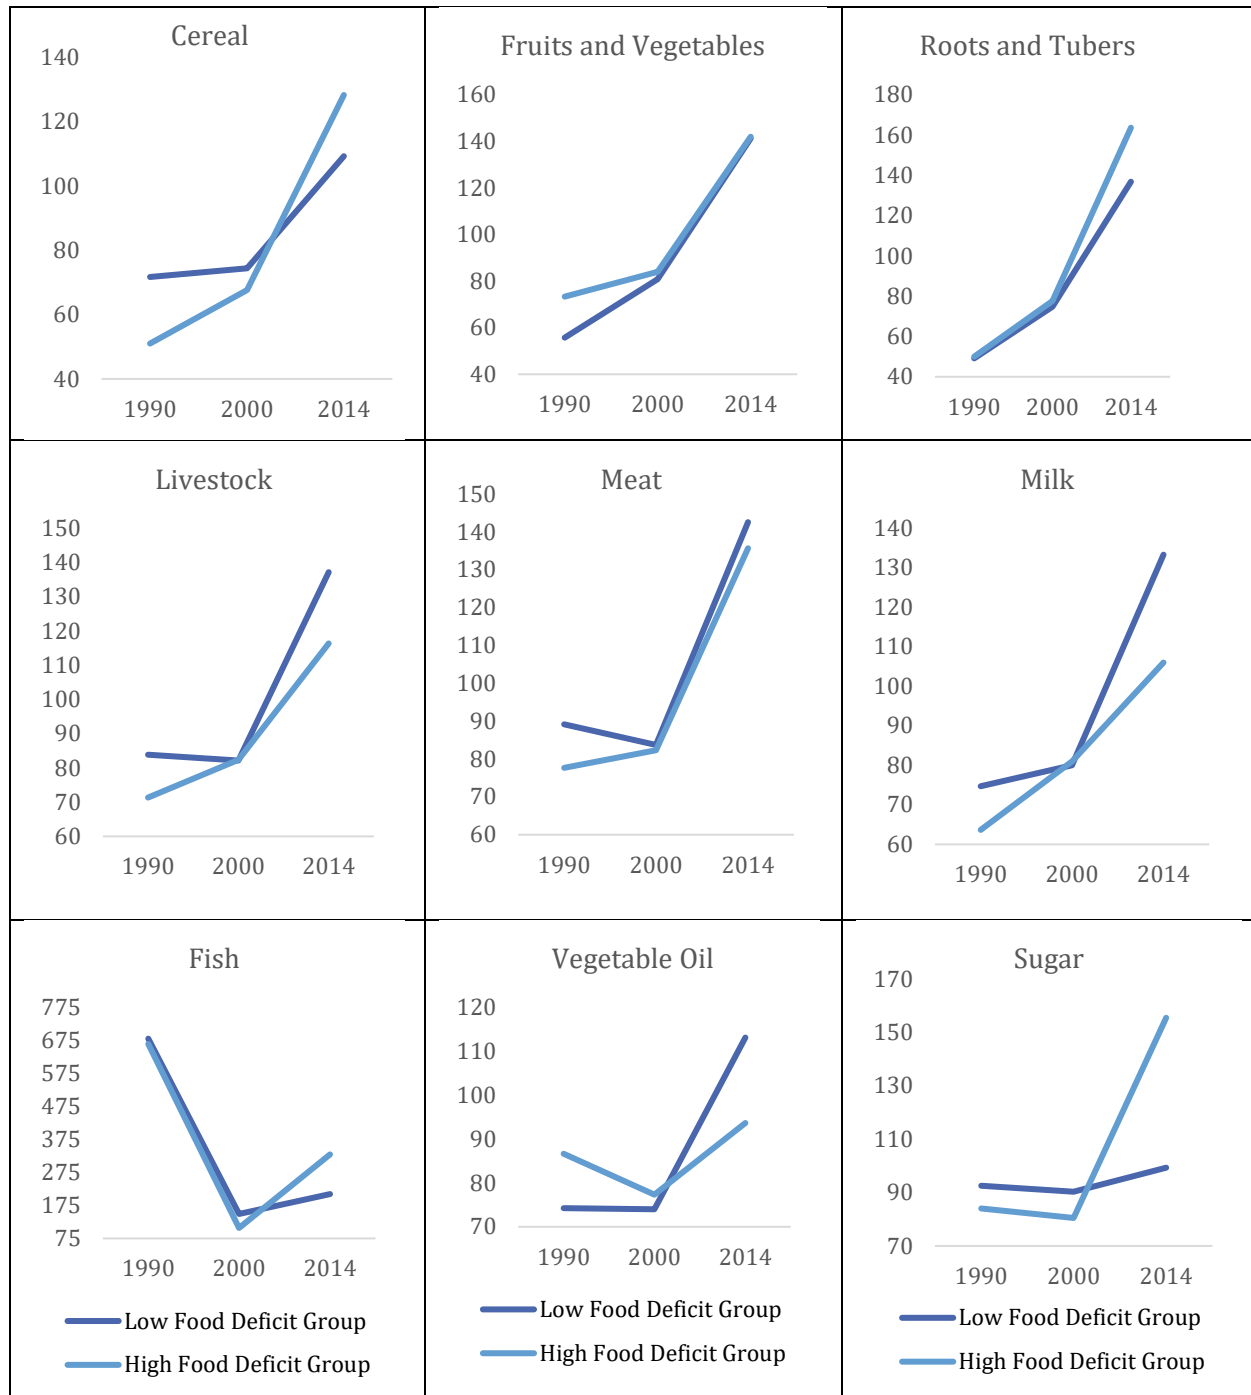 Cereal
140
120
100
80
60
40
1990 2000 2014
Fruits and Vegetables
160
140
120
100
80
60
40
1990 2000 2014
Roots and Tubers
180
160
140
120
100
80
60
40
1990 2000 2014
Livestock
150
140
130
120
110
100
90
80
70
60
1990 2000 2014
Meat
150
140
130
120
110
100
90
80
70
60
1990 2000 2014
Milk
140
130
120
110
100
90
80
70
60
1990 2000 2014
Fish
775
675
575
475
375
275
175
75
1990 2000 2014
Low Food Deficit Group
High Food Deficit Group
Vegetable Oil
120
110
100
90
80
70
1990 2000 2014
Low Food Deficit Group
High Food Deficit Group
Sugar
170
150
130
110
90
70
1990 2000 2014
Low Food Deficit Group
High Food Deficit Group